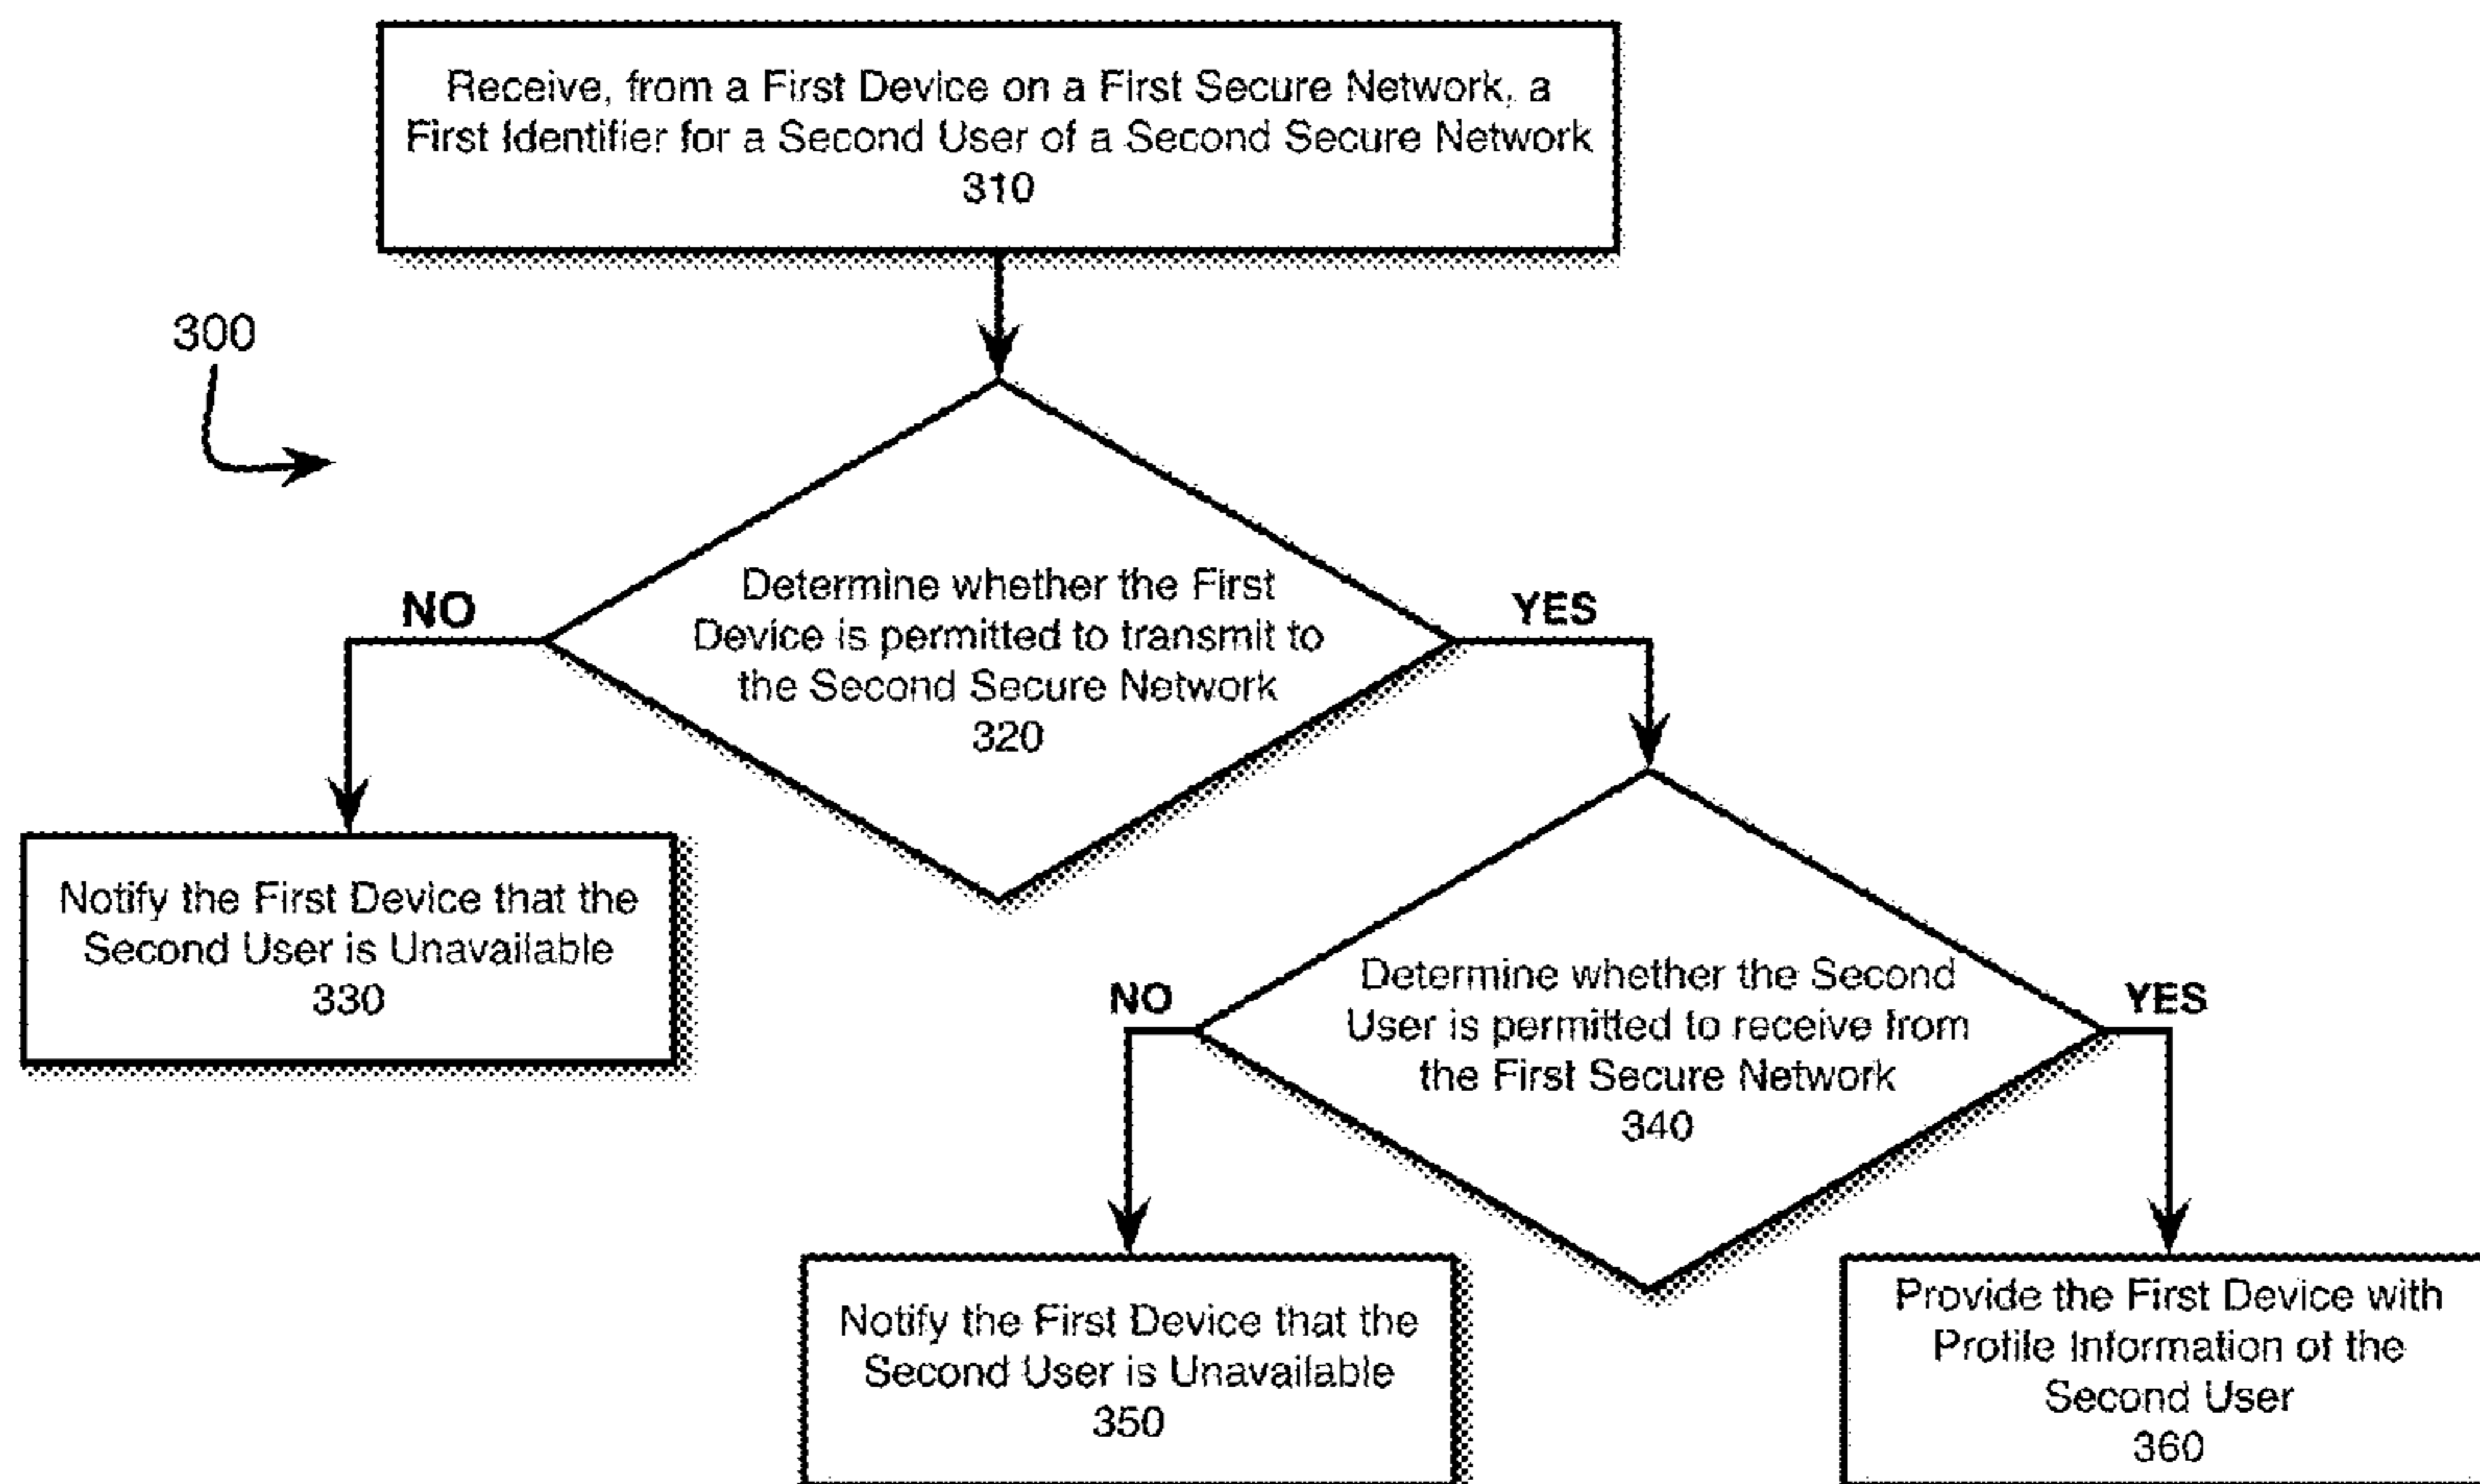 Receive, from a First Device on a First Secure Network, a
First Identifier for a Second User of a Second Secure Network
310
300
Determine whether the First
Device is permitted to transmit to
the Second Secure Network
320
NO
YES
Notify the First Device that the
Second User is Unavailable
330
Determine whether the Second
User is permitted to receive from
the First Secure Network
340
NO
YES
Notify the First Device that the
Second User is Unavailable
350
Provide the First Device with
Profile Information of the
Second User
360